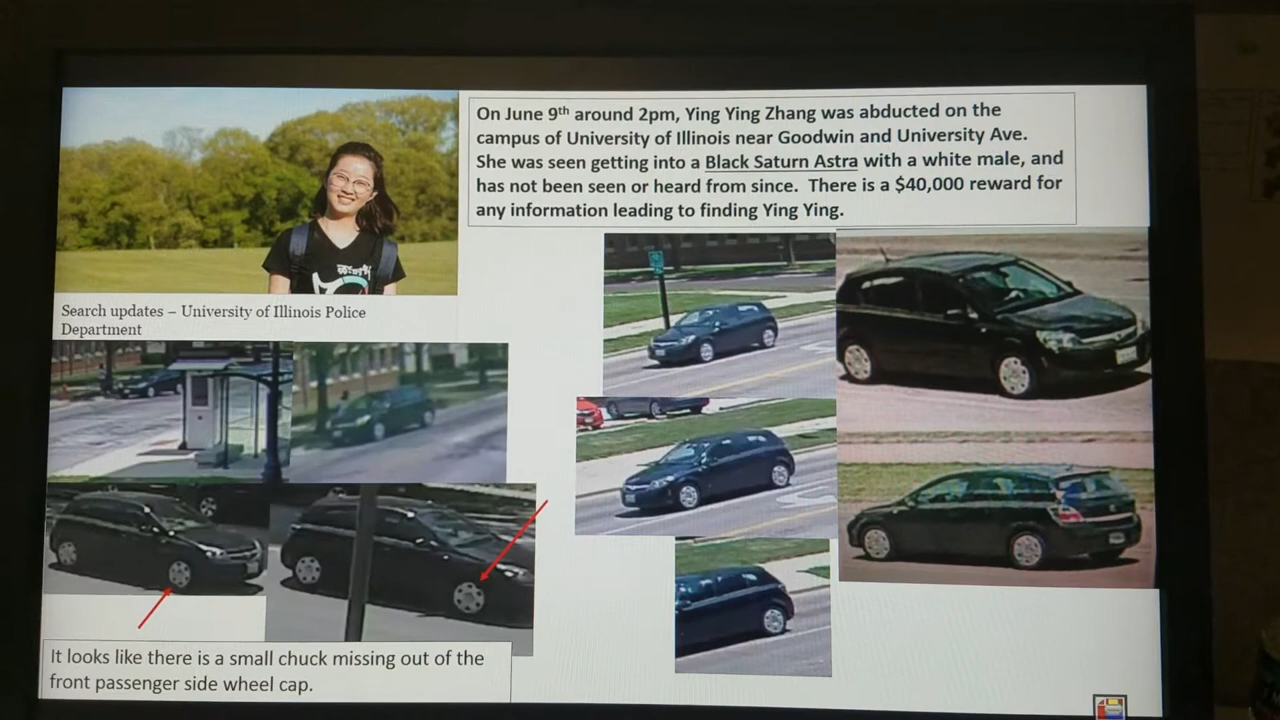 On June 9th around 2pm, Ying Ying Zhang was abducted on the
campus of University of Illinois near Goodwin and University Ave.
She was seen getting into a Black Saturn Astra with a white male, and
has not been seen or heard from since. There is a $40,000 reward for
any information leading to finding Ying Ying.
Search updates – University of Illinois Police
Department
It looks like there is a small chuck missing out of the
front passenger side wheel cap.